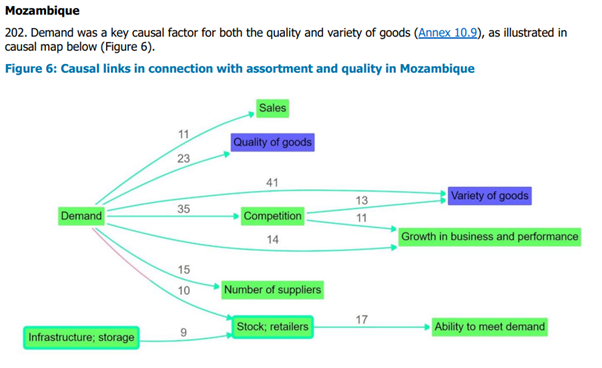 Mozambique
202. Demand was a key causal factor for both the quality and variety of goods (Annex 10.9), as illustrated in
causal map below (Figure 6).
Figure 6: Causal links in connection with assortment and quality in Mozambique
Sales
11
Quality of goods
23
41
Variety of goods
13
35
Demand
Competition
11
Growth in business and performance
14
15
Number of suppliers
10
Stock; retailers
17
Ability to meet demand
9
Infrastructure; storage